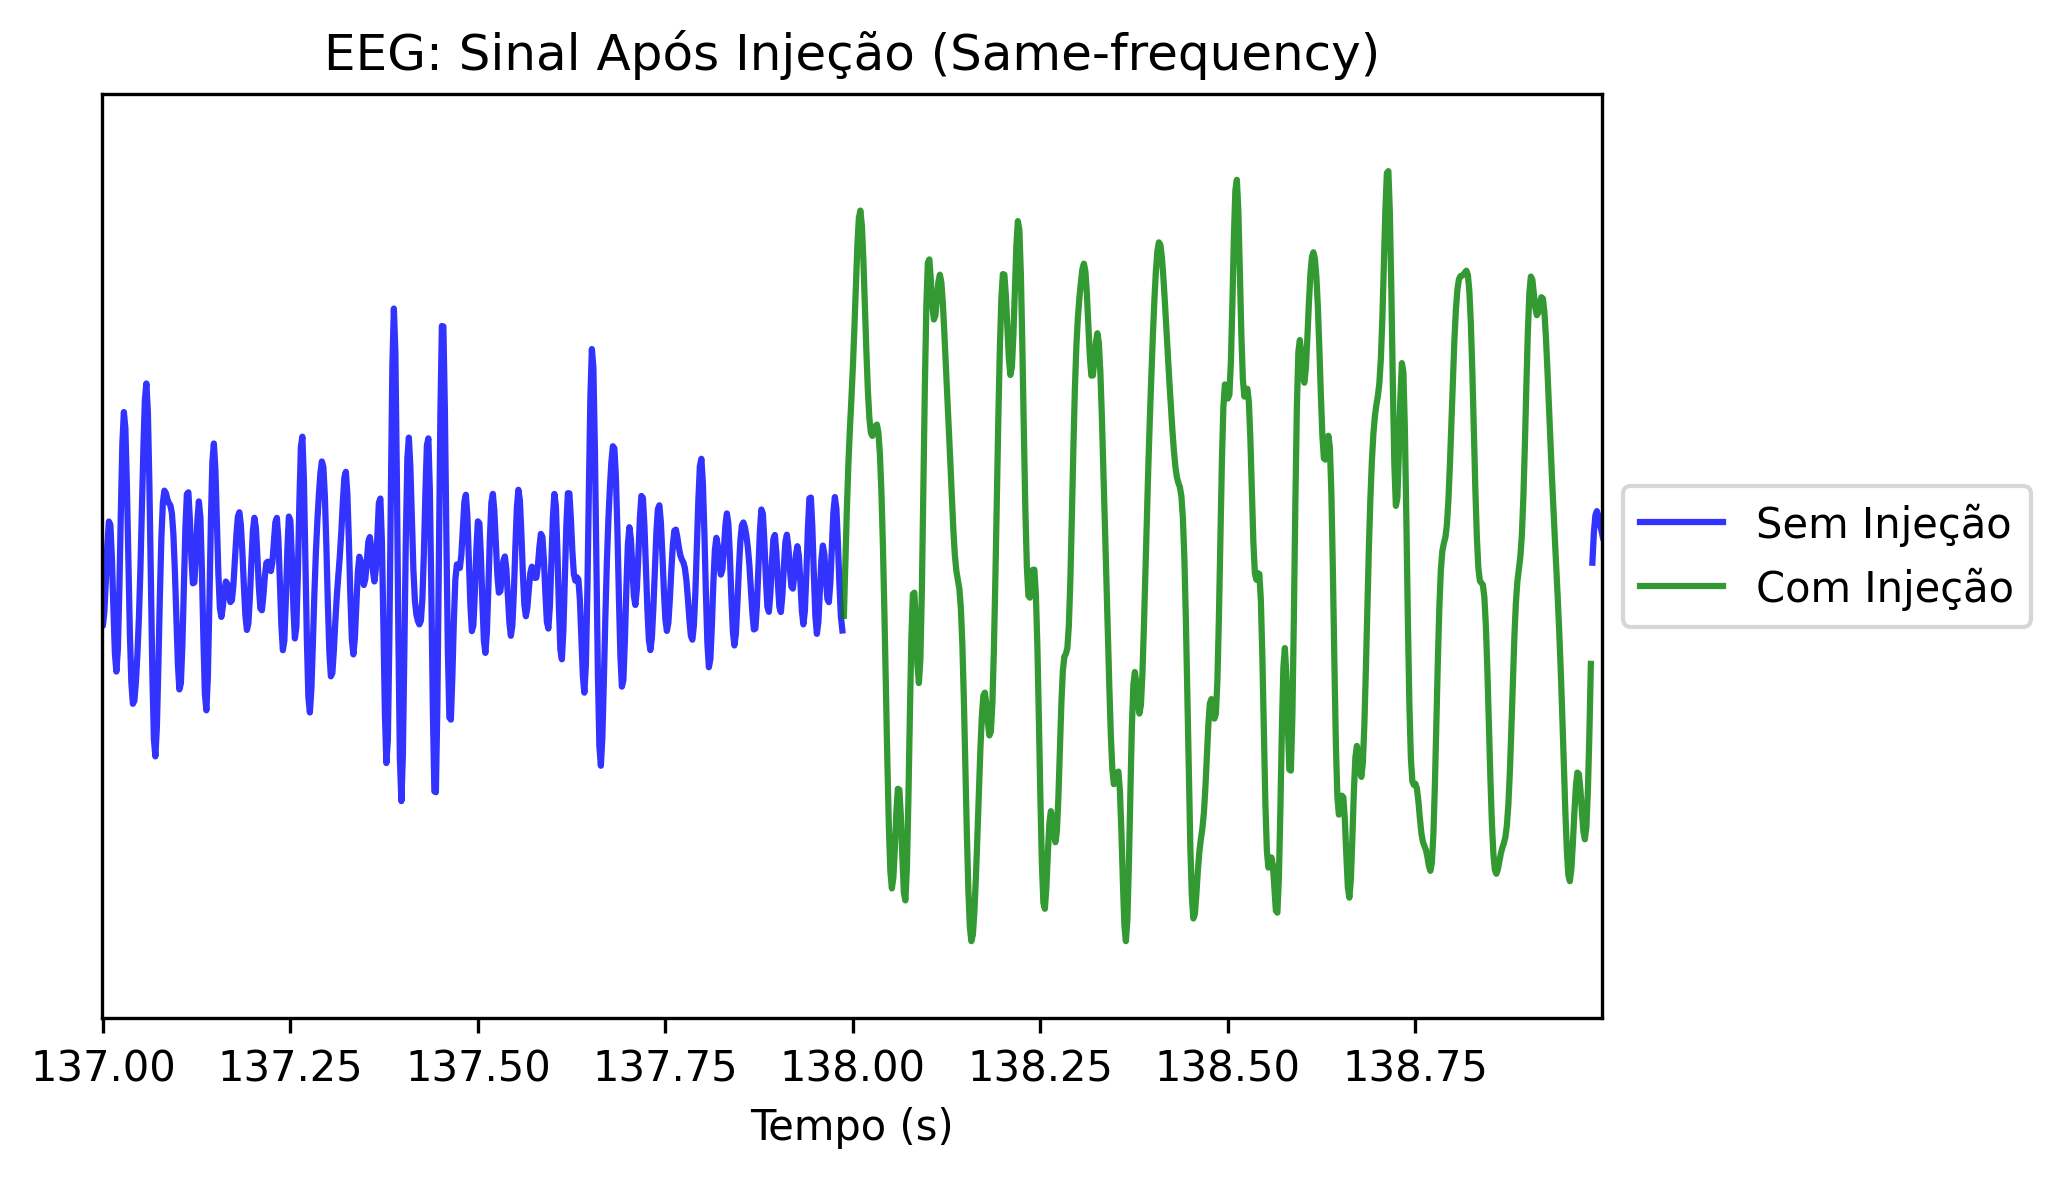 EEG: Sinal Após Injeção (Same-frequency)
Sem Injeção
Com Injeção
137.00 137.25 137.50 137.75 138.00 138.25 138.50 138.75
Tempo (s)